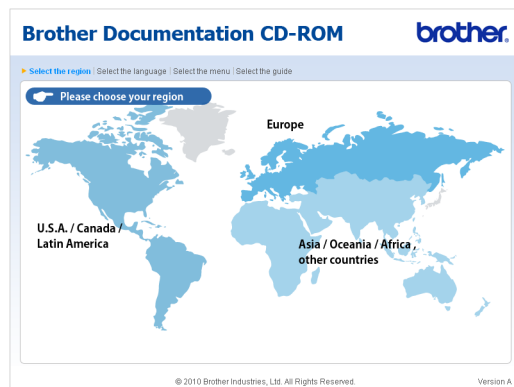 Brother Documentation CD-ROM
brother.
Select the region | Select the language | Select the menu | Select the guide
Please choose your region
Europe
U.S.A. / Canada /
Latin America
Asia / Oceania / Africa ,
other countries
© 2010 Brother Industries, Ltd. All Rights Reserved.
Version A